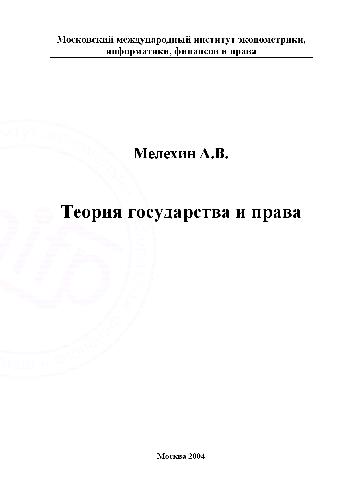 Московский международный институт эконометрики,
информатики, финансов и права
Мелехин А.В.
Теория государства и права
Москва 2004